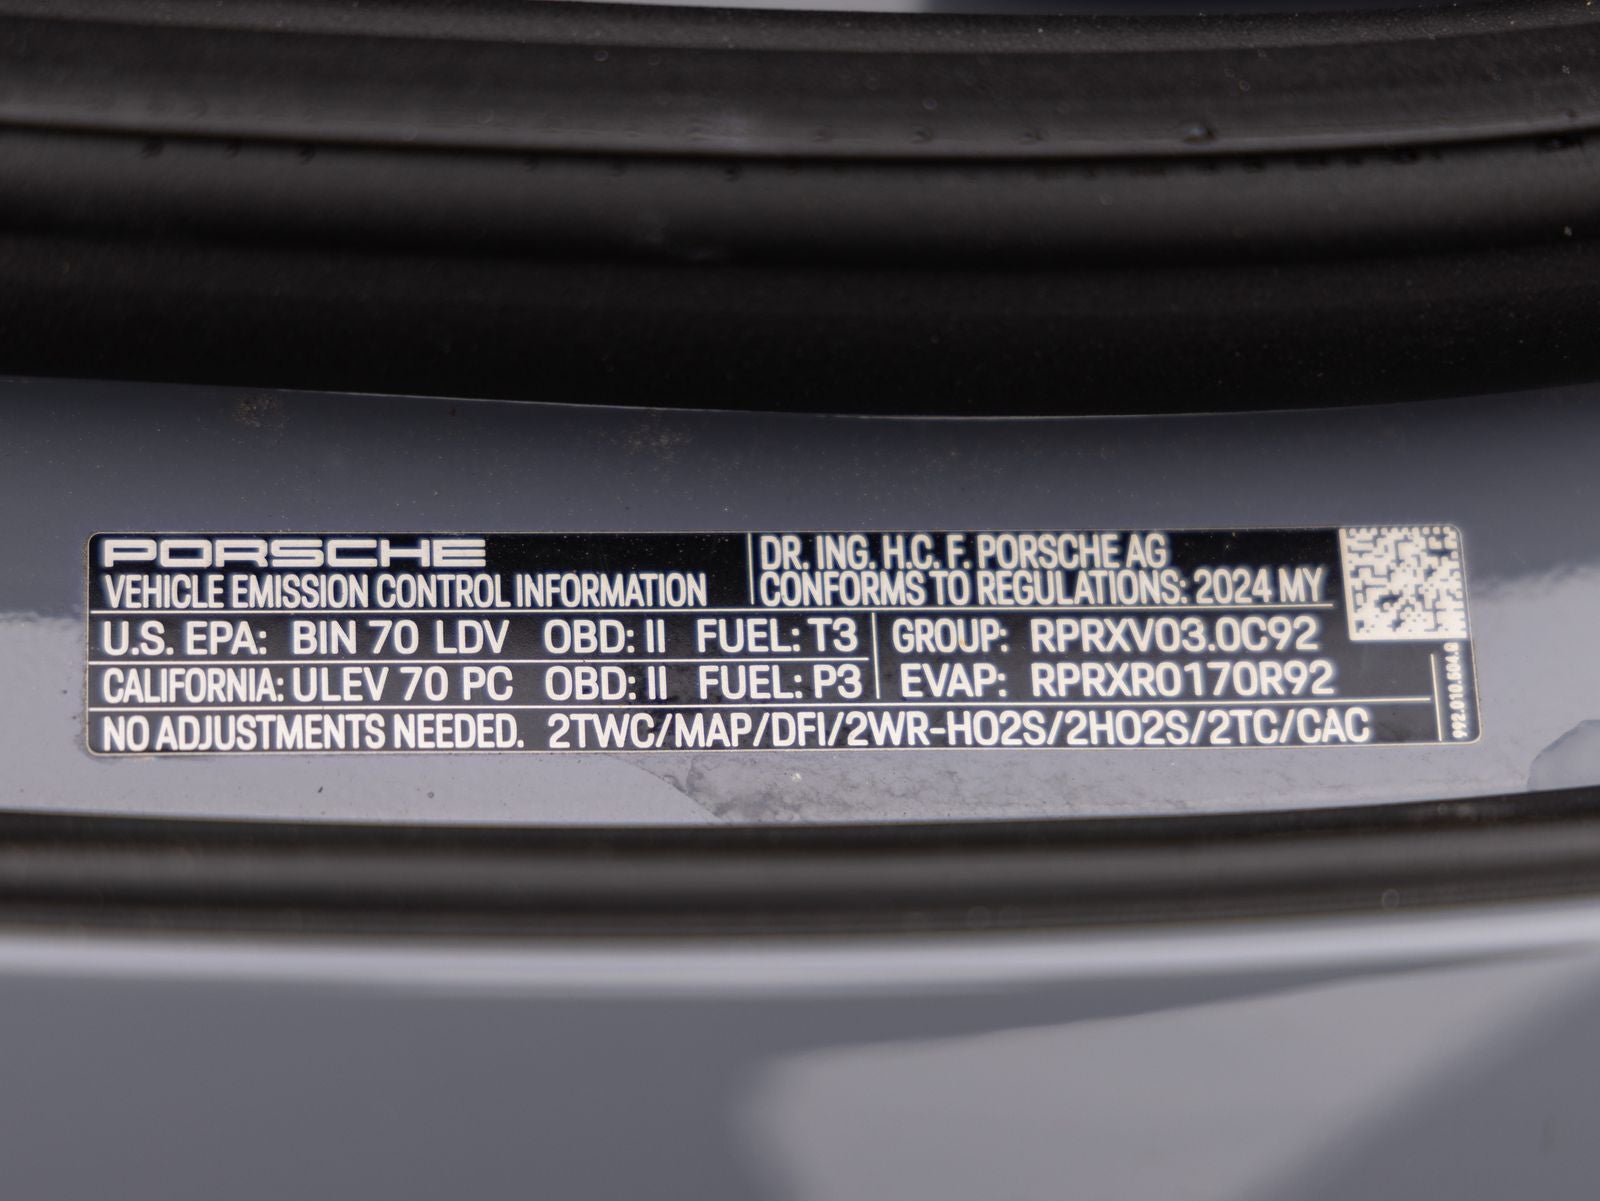 PORSCHE
VEHICLE EMISSION CONTROL INFORMATION
DR. ING. H.C. F. PORSCHE AG
CONFORMS TO REGULATIONS: 2024 MY
U.S. EPA: BIN 70 LDV OBD: II FUEL: T3
GROUP: RPRXV03.0C92
CALIFORNIA: ULEV 70 PC OBD: II FUEL: P3
EVAP: RPRXR0170R92
NO ADJUSTMENTS NEEDED. 2TWC/MAP/DFI/2WR-HO2S/2HO2S/2TC/CAC